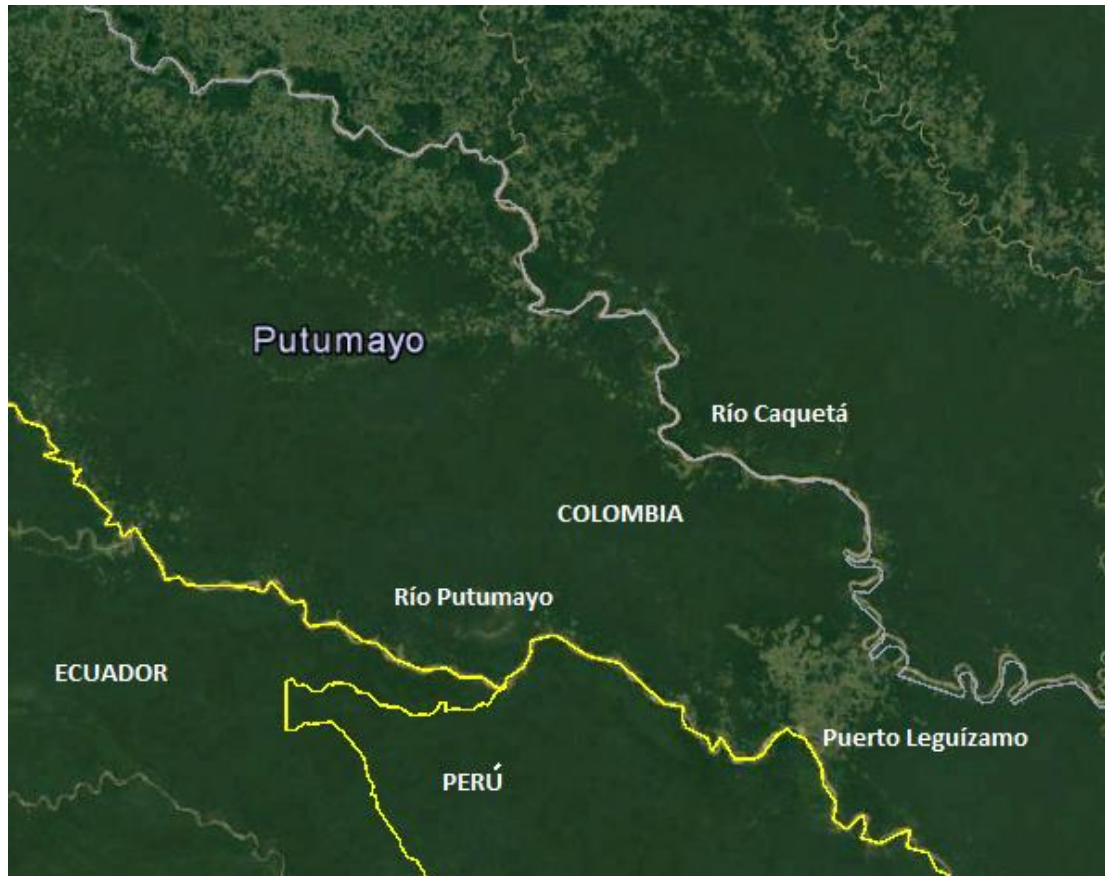 Putumayo
Río Caquetá
COLOMBIA
Río Putumayo
ECUADOR
Puerto Leguízamo
PERÚ